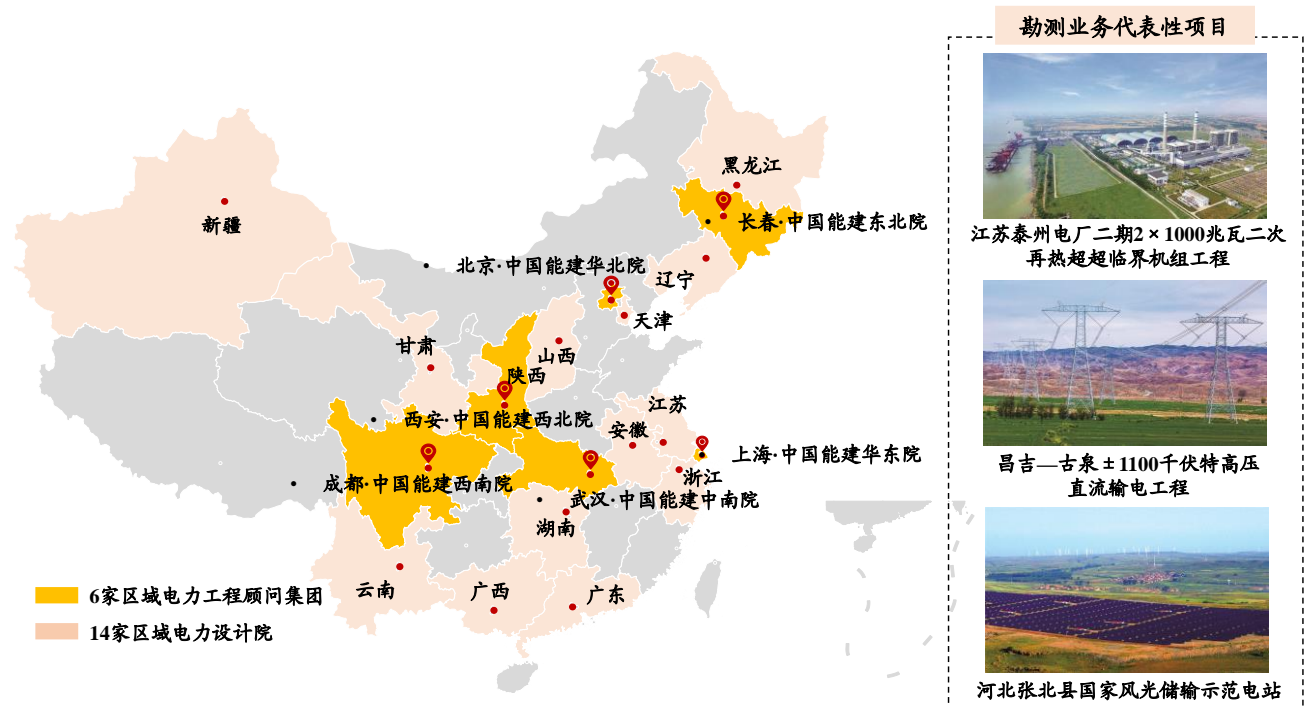 勘测业务代表性项目
黑龙江
新疆
长春·中国能建东北院
江苏泰州电厂二期2×1000兆瓦二次
再热超超临界机组工程
北京·中国能建华北院
辽宁
天津
甘肃
山西
陕西
江苏
西安·中国能建西北院
安徽
上海·中国能建华东院
昌吉—古泉±1100千伏特高压
直流输电工程
浙江
成都·中国能建西南院
武汉·中国能建中南院
湖南
云南
广西
广东
6家区域电力工程顾问集团
14家区域电力设计院
河北张北县国家风光储输示范电站